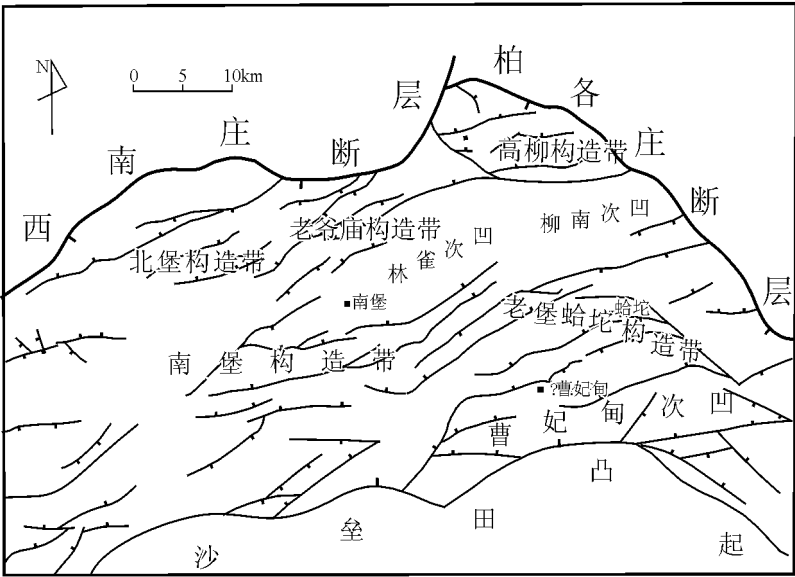 N
0 5 10km
西南庄断层
柏各庄断层
高柳构造带
老爷庙构造带
北堡构造带
林雀次凹
柳南次凹
南堡
老堡蛤坨构造带
蛤坨
南堡构造带
?曹妃甸
曹妃甸次凹
沙垒田凸起